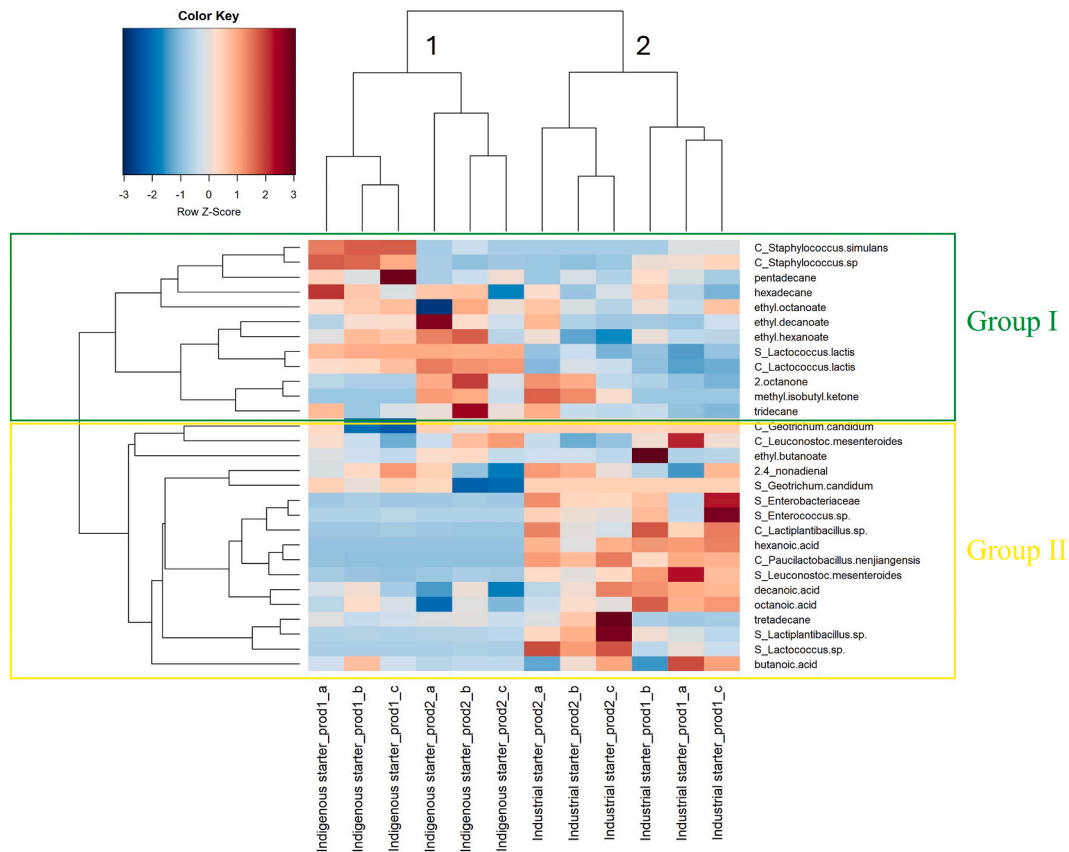 Color Key
-3 -2 -1 0 1 2 3
Row Z-Score
1 2
C_Staphylococcus.simulans
C_Staphylococcus.sp
pentadecane
hexadecane
ethyl.octanoate
ethyl.decanoate
ethyl.hexanoate
S_Lactococcus.lactis
C_Lactococcus.lactis
2.octanone
methyl.isobutyl.ketone
tridecane
Group I
C_Geotrichum.candidum
C_Leuconostoc.mesenteroides
ethyl.butanoate
2.4_nonadienal
S_Geotrichum.candidum
S_Enterobacteriaceae
S_Enterococcus.sp.
C_Lactiplantibacillus.sp.
hexanoic.acid
C_Paucilactobacillus.nenjiangensis
S_Leuconostoc.mesenteroides
decanoic.acid
octanoic.acid
tretadecane
S_Lactiplantibacillus.sp.
S_Lactococcus.sp.
butanoic.acid
Group II
Indigenous starter_prod1_a
Indigenous starter_prod1_b
Indigenous starter_prod1_c
Indigenous starter_prod2_a
Indigenous starter_prod2_b
Indigenous starter_prod2_c
Industrial starter_prod2_a
Industrial starter_prod2_b
Industrial starter_prod2_c
Industrial starter_prod1_b
Industrial starter_prod1_a
Industrial starter_prod1_c